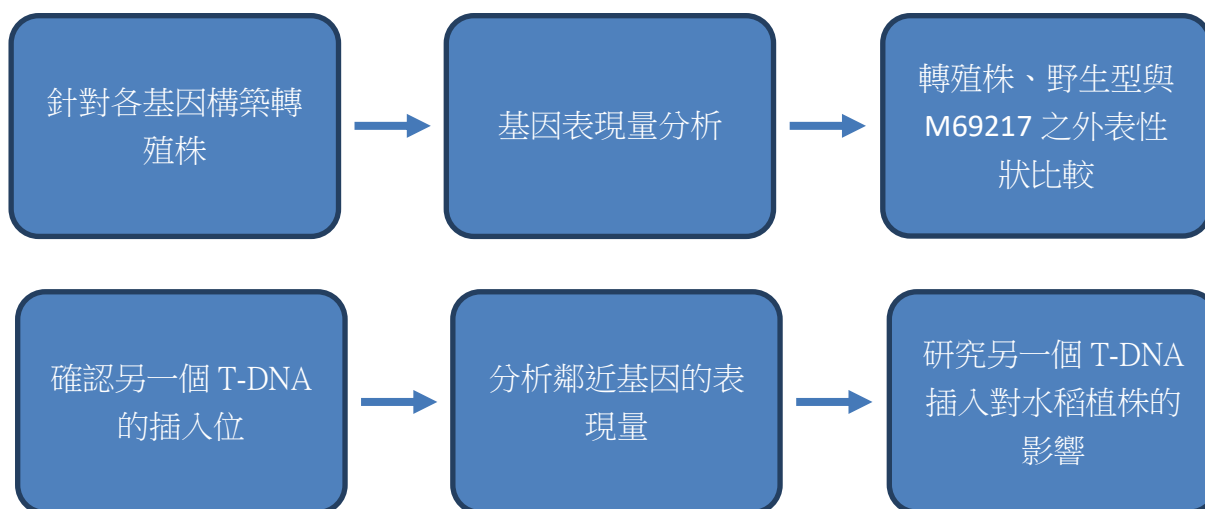 針對各基因構築轉
殖株
基因表現量分析
轉殖株、野生型與
M69217 之外表性
狀比較
確認另一個 T-DNA
的插入位
分析鄰近基因的表
現量
研究另一個 T-DNA
插入對水稻植株的
影響